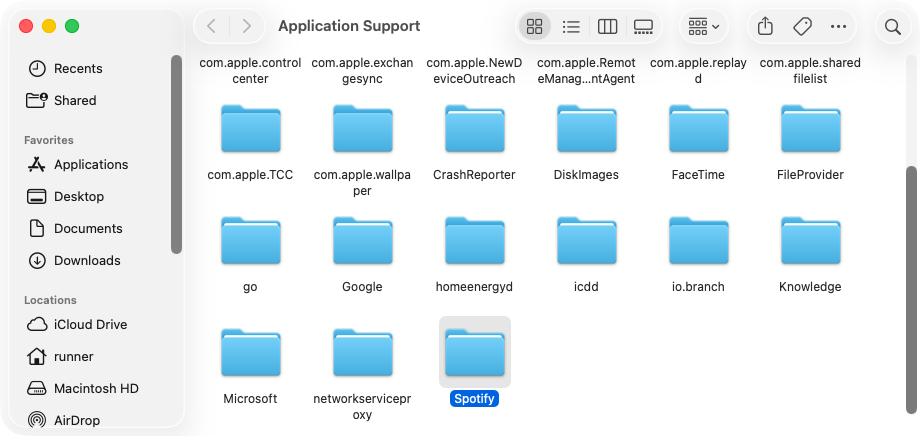 Application Support
Recents
Shared
Favorites
Applications
Desktop
Documents
Downloads
Locations
iCloud Drive
runner
Macintosh HD
AirDrop
com.apple.control
center
com.apple.exchan
gesync
com.apple.NewD
eviceOutreach
com.apple.Remot
eManag...ntAgent
com.apple.replay
d
com.apple.shared
filelist
com.apple.TCC
com.apple.wallpa
per
CrashReporter
DiskImages
FaceTime
FileProvider
go
Google
homeenergyd
icdd
io.branch
Knowledge
Microsoft
networkservicepr
oxy
Spotify